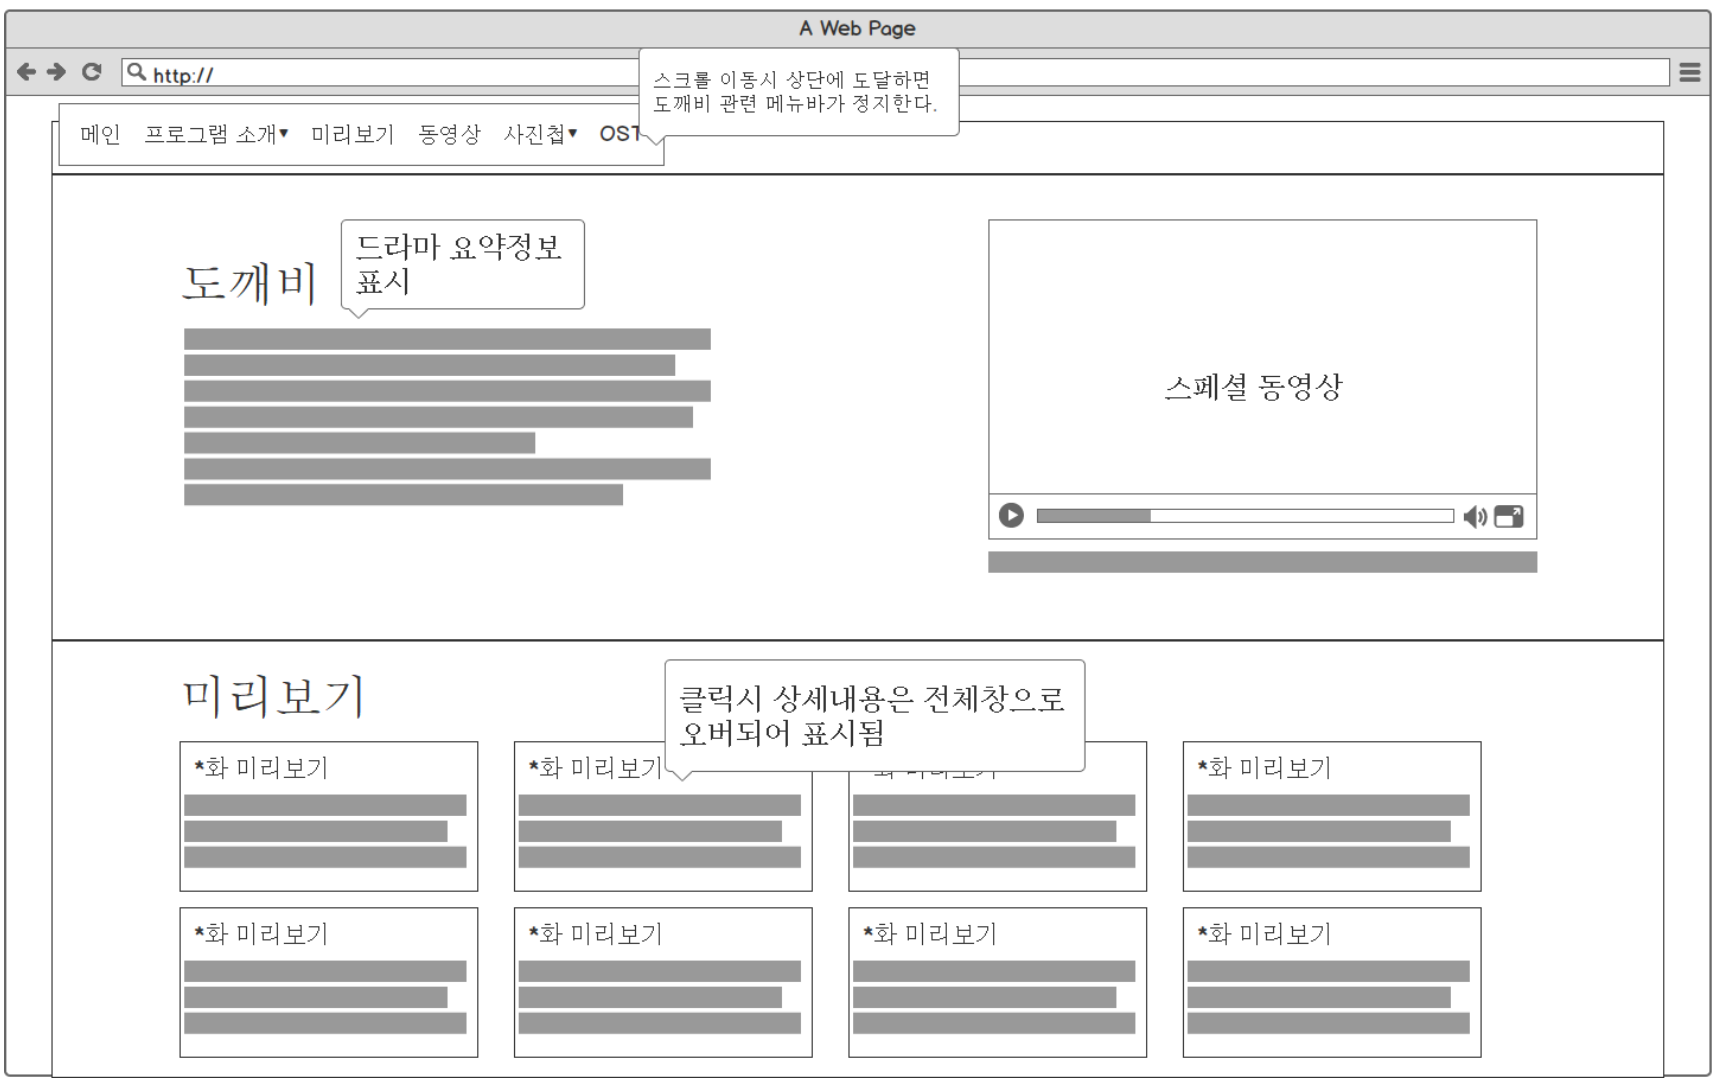 A Web Page
http://
스크롤 이동시 상단에 도달하면
도깨비 관련 메뉴바가 정지한다.
메인 프로그램 소개▾ 미리보기 동영상 사진첩▾ OST
드라마 요약정보
표시
도깨비
스페셜 동영상
미리보기
클릭시 상세내용은 전체창으로
오버되어 표시됨
*화 미리보기 *화 미리보기 *화 미리보기
*화 미리보기 *화 미리보기 *화 미리보기 *화 미리보기